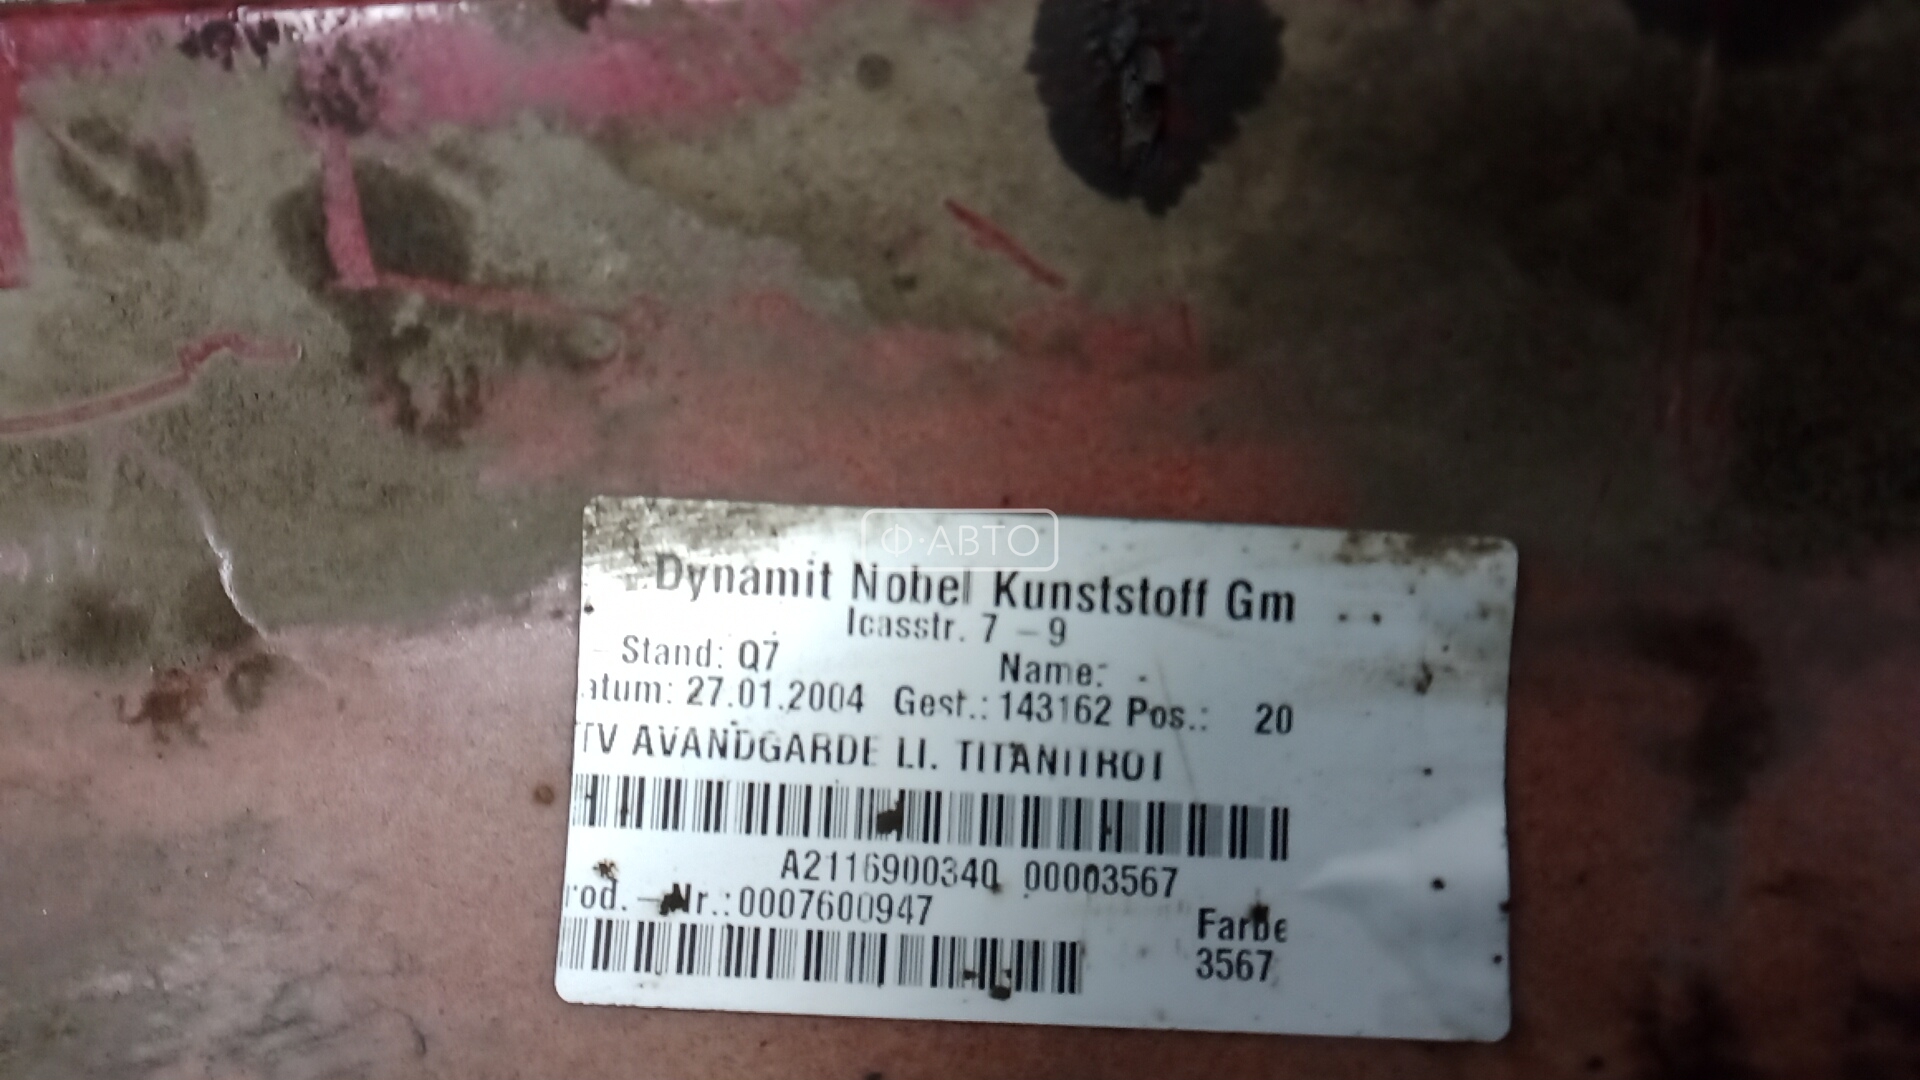 Ф·АВТО
Dynamit Nobel Kunststoff Gm
Icasstr. 7 - 9
Stand: Q7 Name: -
atum: 27.01.2004 Gest.: 143162 Pos.: 20
TV AVANDGARDE LI. TITANITROT
A2116900340 00003567
rod. - Nr.: 0007600947
Farbe
3567